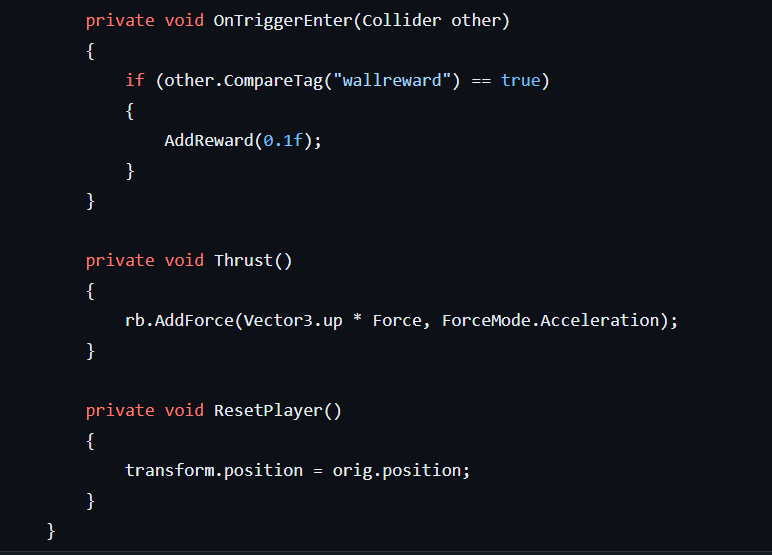 private void OnTriggerEnter(Collider other)
{
if (other.CompareTag("wallreward") == true)
{
AddReward(0.1f);
}
}
private void Thrust()
{
rb.AddForce(Vector3.up * Force, ForceMode.Acceleration);
}
private void ResetPlayer()
{
transform.position = orig.position;
}
}